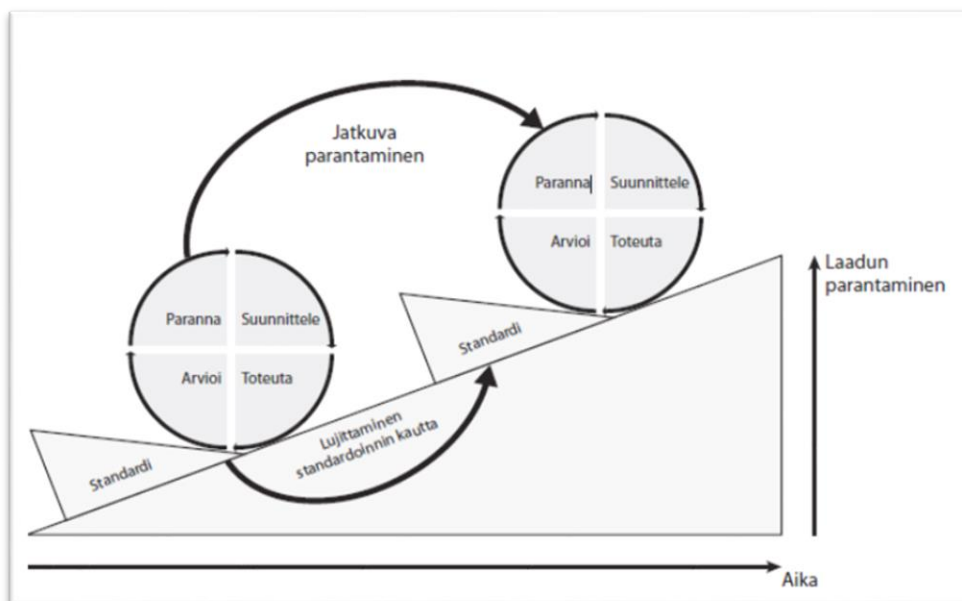 Jatkuva
parantaminen
Paranna Suunnittele
Arvioi Toteuta
Laadun
parantaminen
Paranna Suunnittele
Arvioi Toteuta
Standardi
Lujittaminen
standardoinnin kautta
Standardi
Aika